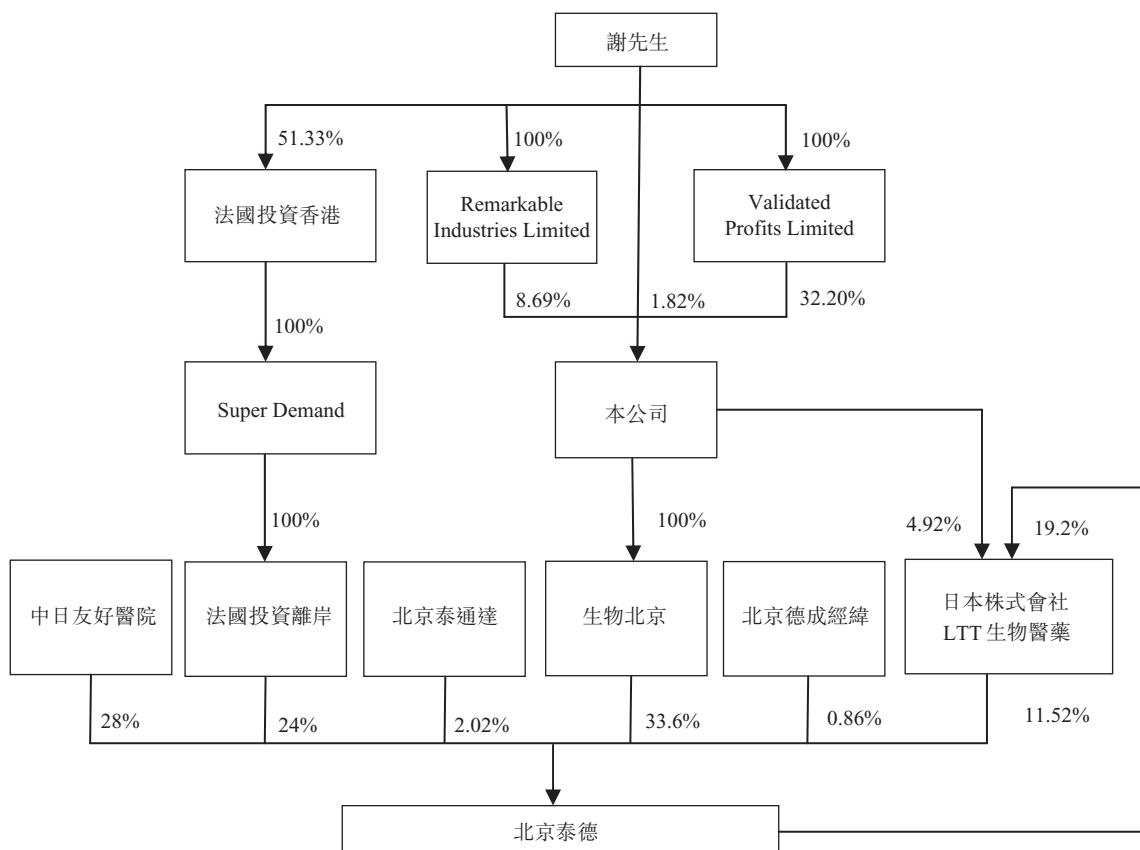 謝先生
51.33%
100%
100%
法國投資香港
Remarkable
Industries Limited
Validated
Profits Limited
8.69%
1.82%
32.20%
100%
Super Demand
本公司
100%
100%
4.92%
19.2%
中日友好醫院
法國投資離岸
北京泰通達
生物北京
北京德成經緯
日本株式會社
LTT 生物醫藥
28%
24%
2.02%
33.6%
0.86%
11.52%
北京泰德